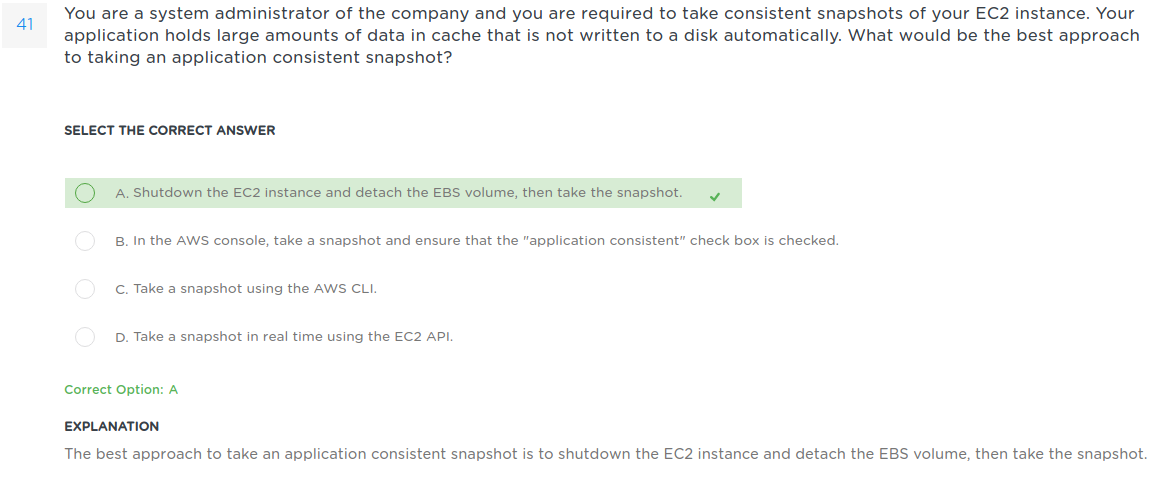 41
You are a system administrator of the company and you are required to take consistent snapshots of your EC2 instance. Your
application holds large amounts of data in cache that is not written to a disk automatically. What would be the best approach
to taking an application consistent snapshot?
SELECT THE CORRECT ANSWER
A. Shutdown the EC2 instance and detach the EBS volume, then take the snapshot.
B. In the AWS console, take a snapshot and ensure that the "application consistent" check box is checked.
C. Take a snapshot using the AWS CLI.
D. Take a snapshot in real time using the EC2 API.
Correct Option: A
EXPLANATION
The best approach to take an application consistent snapshot is to shutdown the EC2 instance and detach the EBS volume, then take the snapshot.